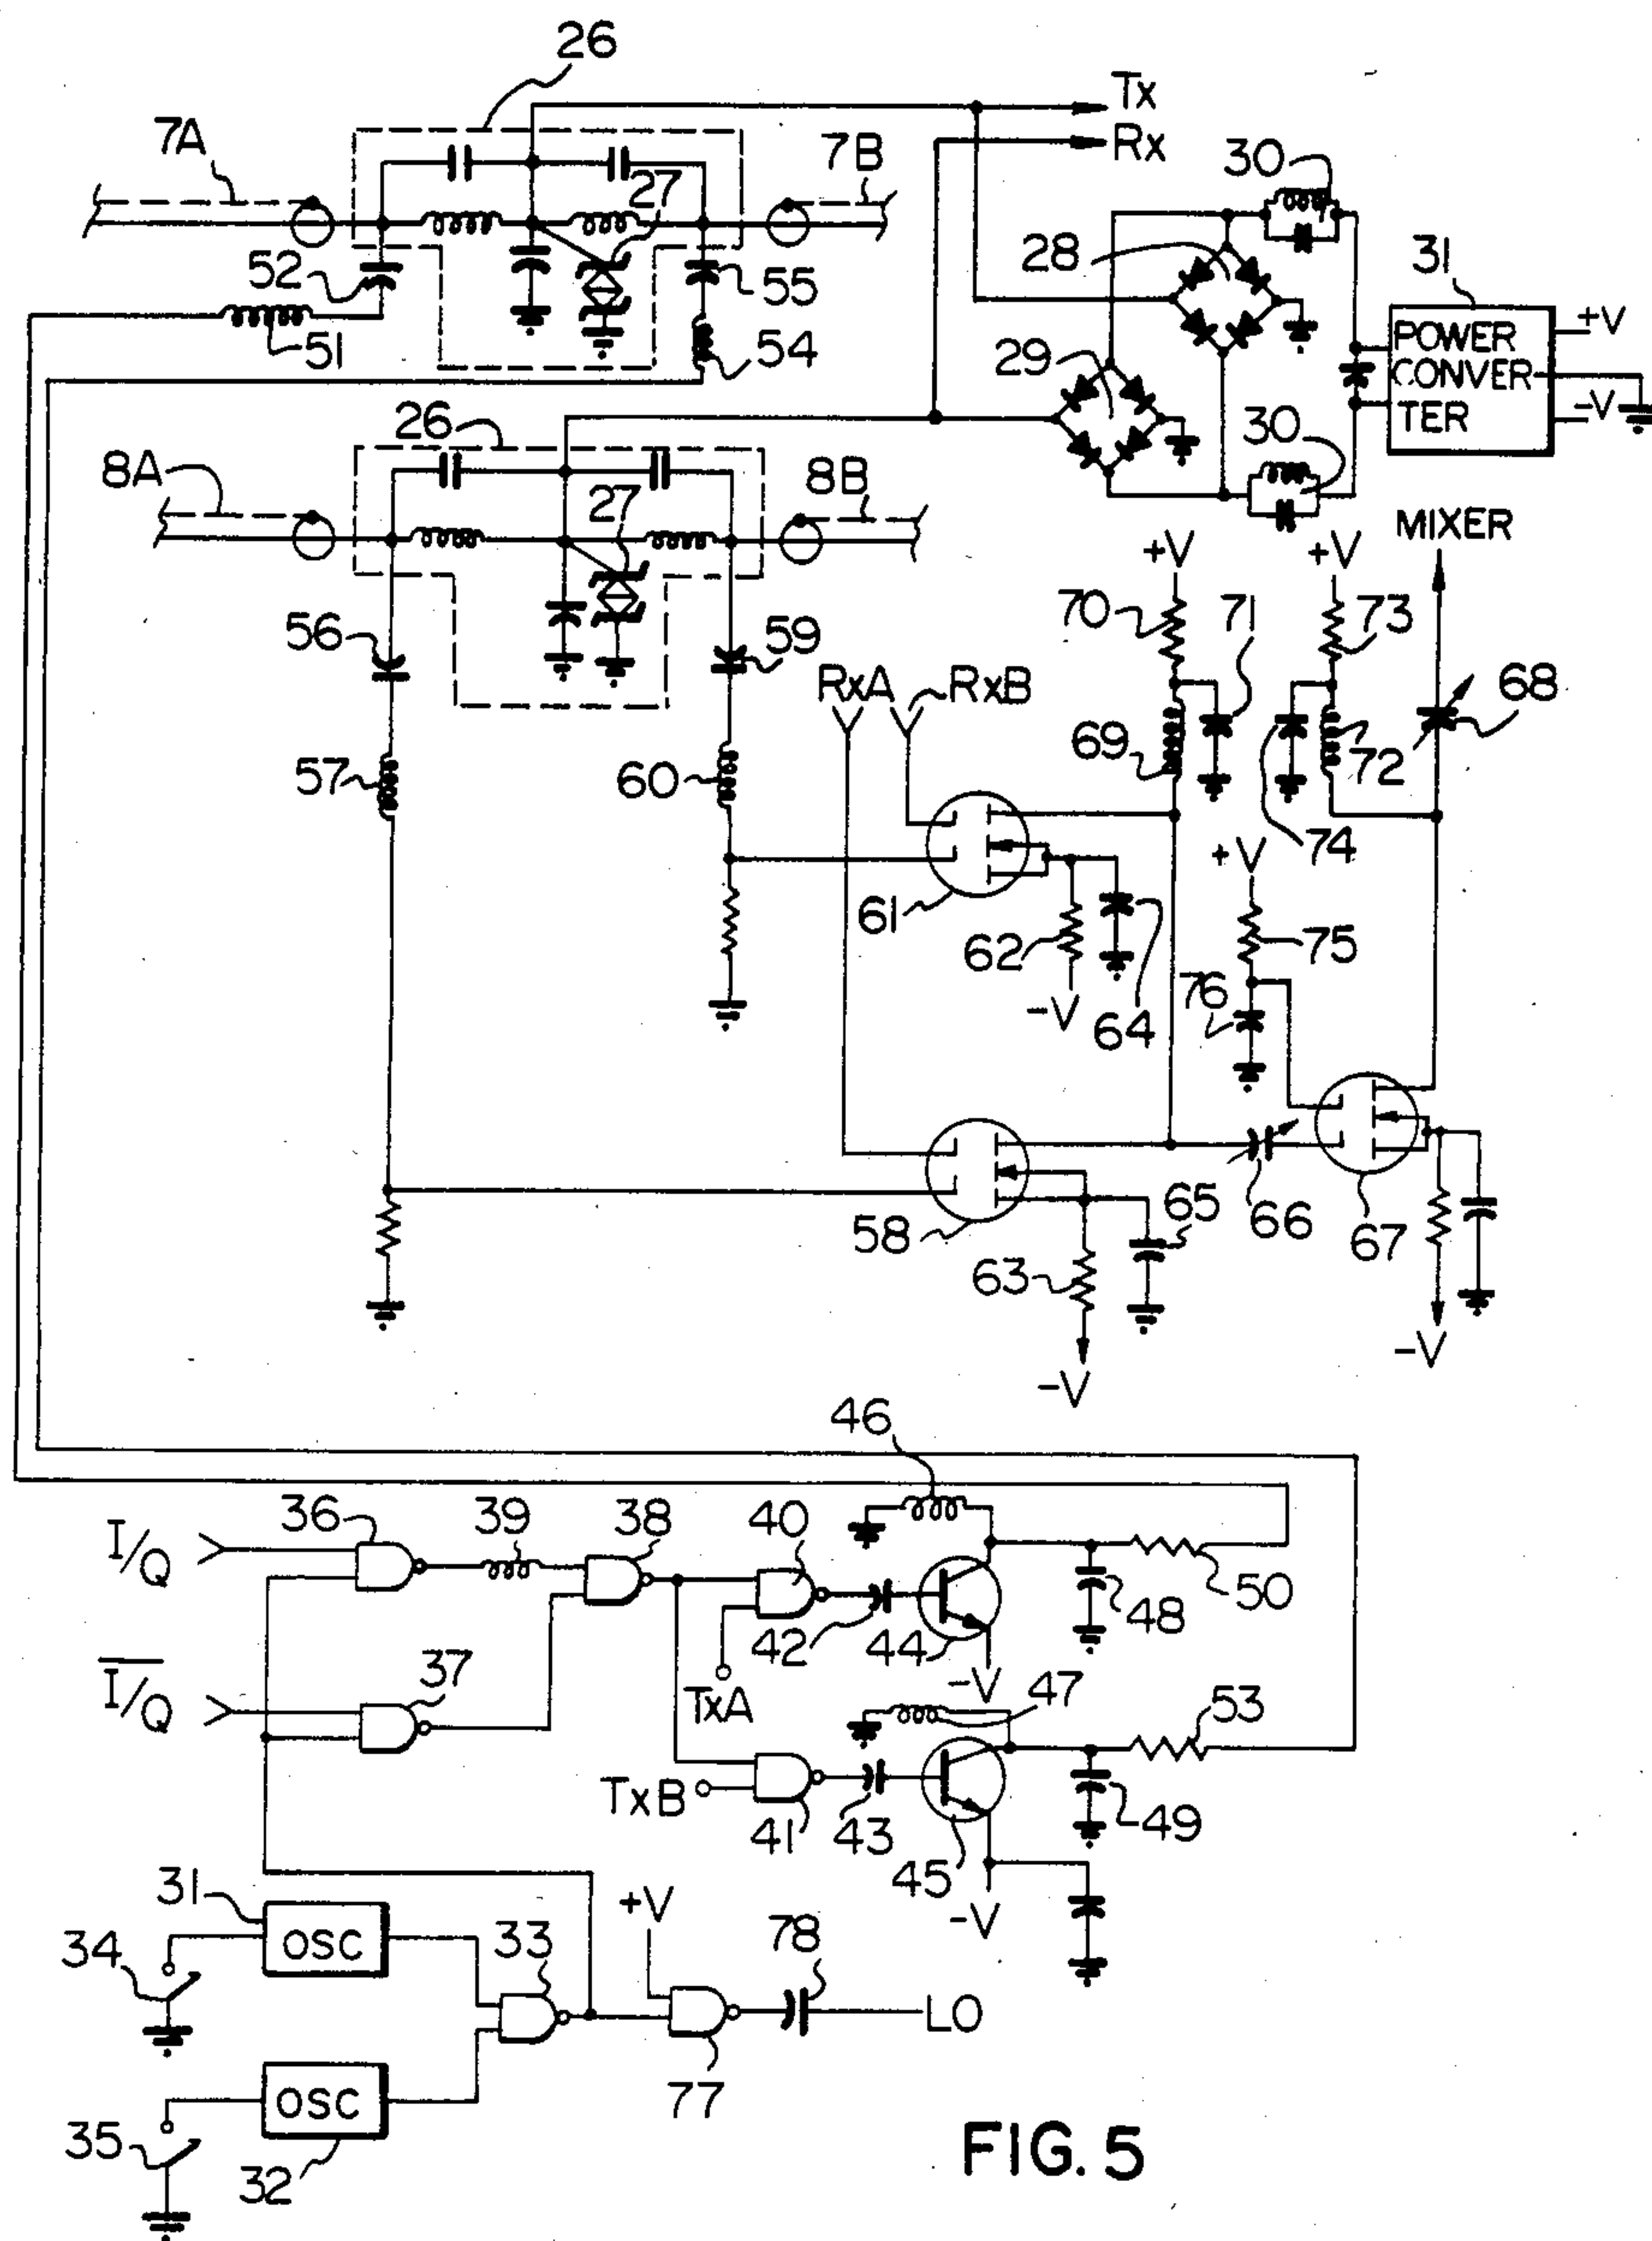 26
Tx
Rx
7A
7B
27
30
28
31
52
55
+V
51
54
29
POWER
CONVER
TER
-V
26
30
8A
27
8B
MIXER
+V
+V
56
59
70
71
73
68
RxA
RxB
57
60
69
72
74
+V
61
62
75
76
-V
64
58
65
66
67
63
-V
-V
46
36
39
38
40
I/Q
50
48
42
44
-V
I/Q
37
TxA
47
53
TxB
41
43
45
49
31
+V
-V
OSC
33
78
34
LO
OSC
77
35
32
FIG. 5